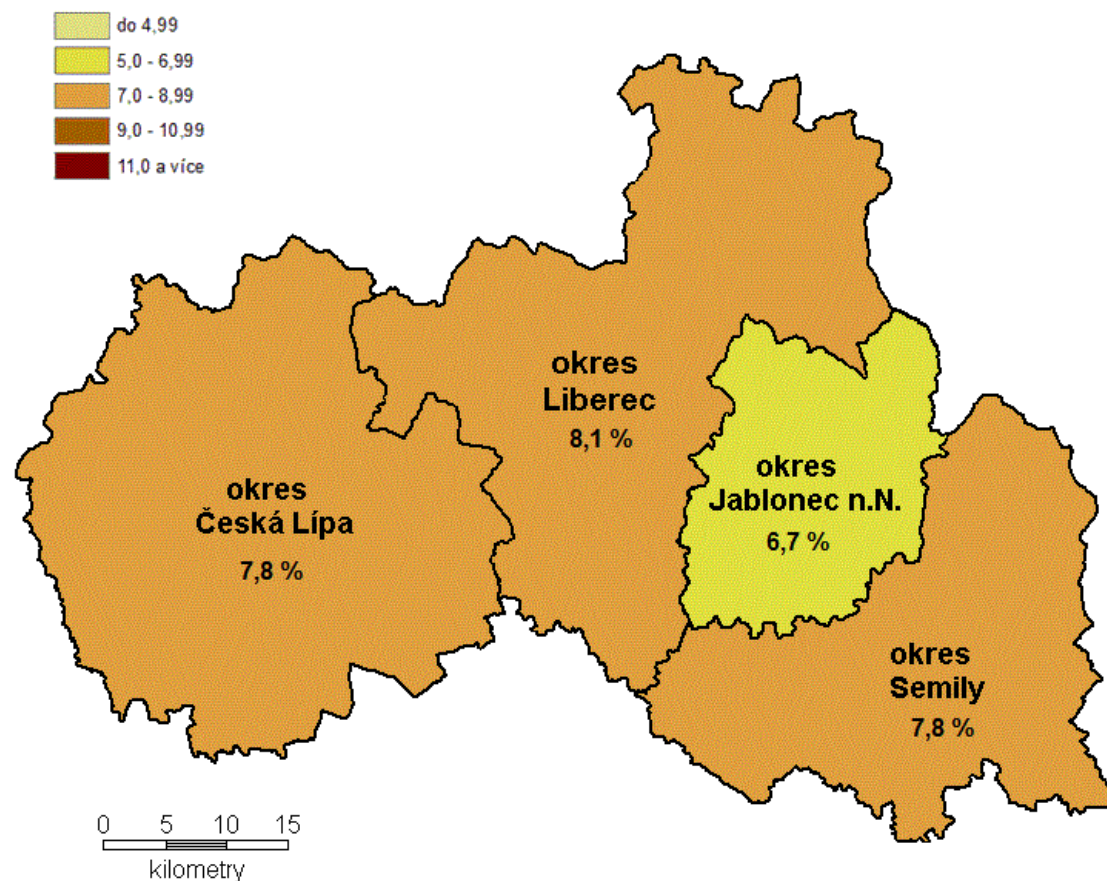 do 4,99
5,0 - 6,99
7,0 - 8,99
9,0 - 10,99
11,0 a více
okres
Liberec
8,1 %
okres
Jablonec n.N.
6,7 %
okres
Česká Lípa
7,8 %
okres
Semily
7,8 %
0 5 10 15
kilometry